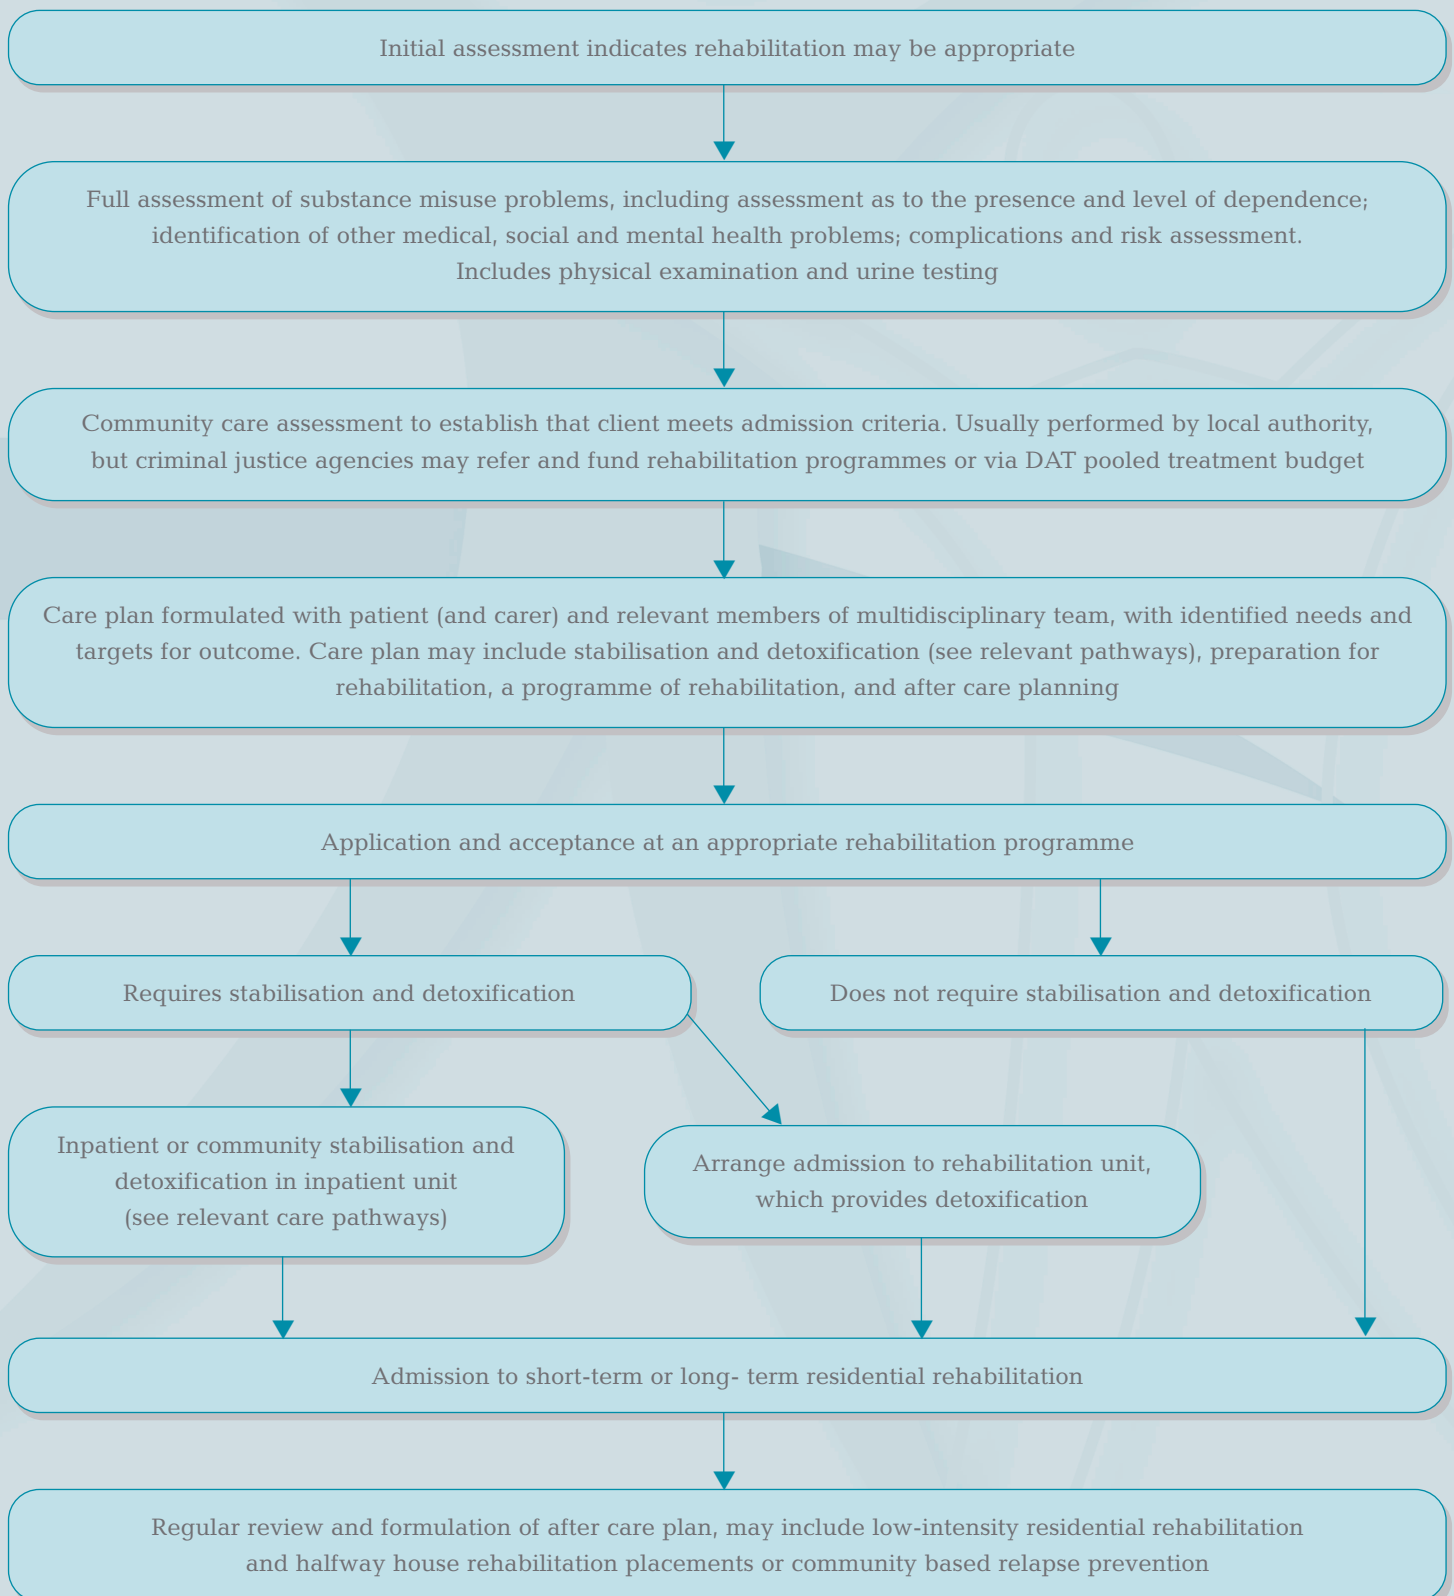 Initial assessment indicates rehabilitation may be appropriate
Full assessment of substance misuse problems, including assessment as to the presence and level of dependence;
identification of other medical, social and mental health problems; complications and risk assessment.
Includes physical examination and urine testing
Community care assessment to establish that client meets admission criteria. Usually performed by local authority,
but criminal justice agencies may refer and fund rehabilitation programmes or via DAT pooled treatment budget
Care plan formulated with patient (and carer) and relevant members of multidisciplinary team, with identified needs and
targets for outcome. Care plan may include stabilisation and detoxification (see relevant pathways), preparation for
rehabilitation, a programme of rehabilitation, and after care planning
Application and acceptance at an appropriate rehabilitation programme
Requires stabilisation and detoxification
Does not require stabilisation and detoxification
Inpatient or community stabilisation and
detoxification in inpatient unit
(see relevant care pathways)
Arrange admission to rehabilitation unit,
which provides detoxification
Admission to short-term or long- term residential rehabilitation
Regular review and formulation of after care plan, may include low-intensity residential rehabilitation
and halfway house rehabilitation placements or community based relapse prevention